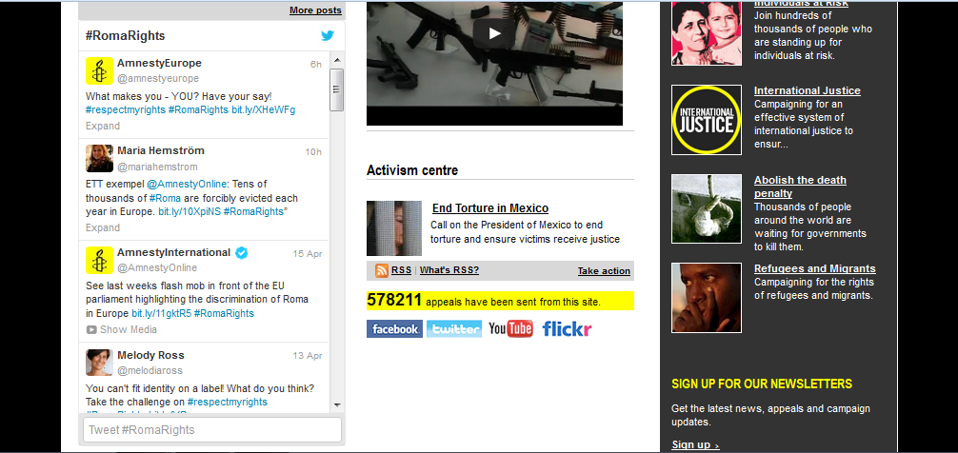 More posts
#RomaRights
AmnestyEurope 6h
@amnestyeurope
What makes you - YOU? Have your say!
#respectmyrights #RomaRights bit.ly/XHeWFg
Expand
Maria Hemström 10h
@mariahemstrom
ETT exempel @AmnestyOnline: Tens of
thousands of #Roma are forcibly evicted each
year in Europe. bit.ly/10XpiNS #RomaRights"
Expand
AmnestyInternational 15 Apr
@AmnestyOnline
See last weeks flash mob in front of the EU
parliament highlighting the discrimination of Roma
in Europe bit.ly/11gktR5 #RomaRights
Show Media
Melody Ross 13 Apr
@melodiaross
You can't fit identity on a label! What do you think?
Take the challenge on #respectmyrights
Tweet #RomaRights
Activism centre
End Torture in Mexico
Call on the President of Mexico to end
torture and ensure victims receive justice
RSS | What's RSS? Take action
578211 appeals have been sent from this site.
facebook twitter YouTube flickr
Individuals at Risk
Join hundreds of
thousands of people who
are standing up for
individuals at risk.
INTERNATIONAL
JUSTICE
International Justice
Campaigning for an
effective system of
international justice to
ensur...
Abolish the death
penalty
Thousands of people
around the world are
waiting for governments
to kill them.
Refugees and Migrants
Campaigning for the rights
of refugees and migrants.
SIGN UP FOR OUR NEWSLETTERS
Get the latest news, appeals and campaign
updates.
Sign up ›